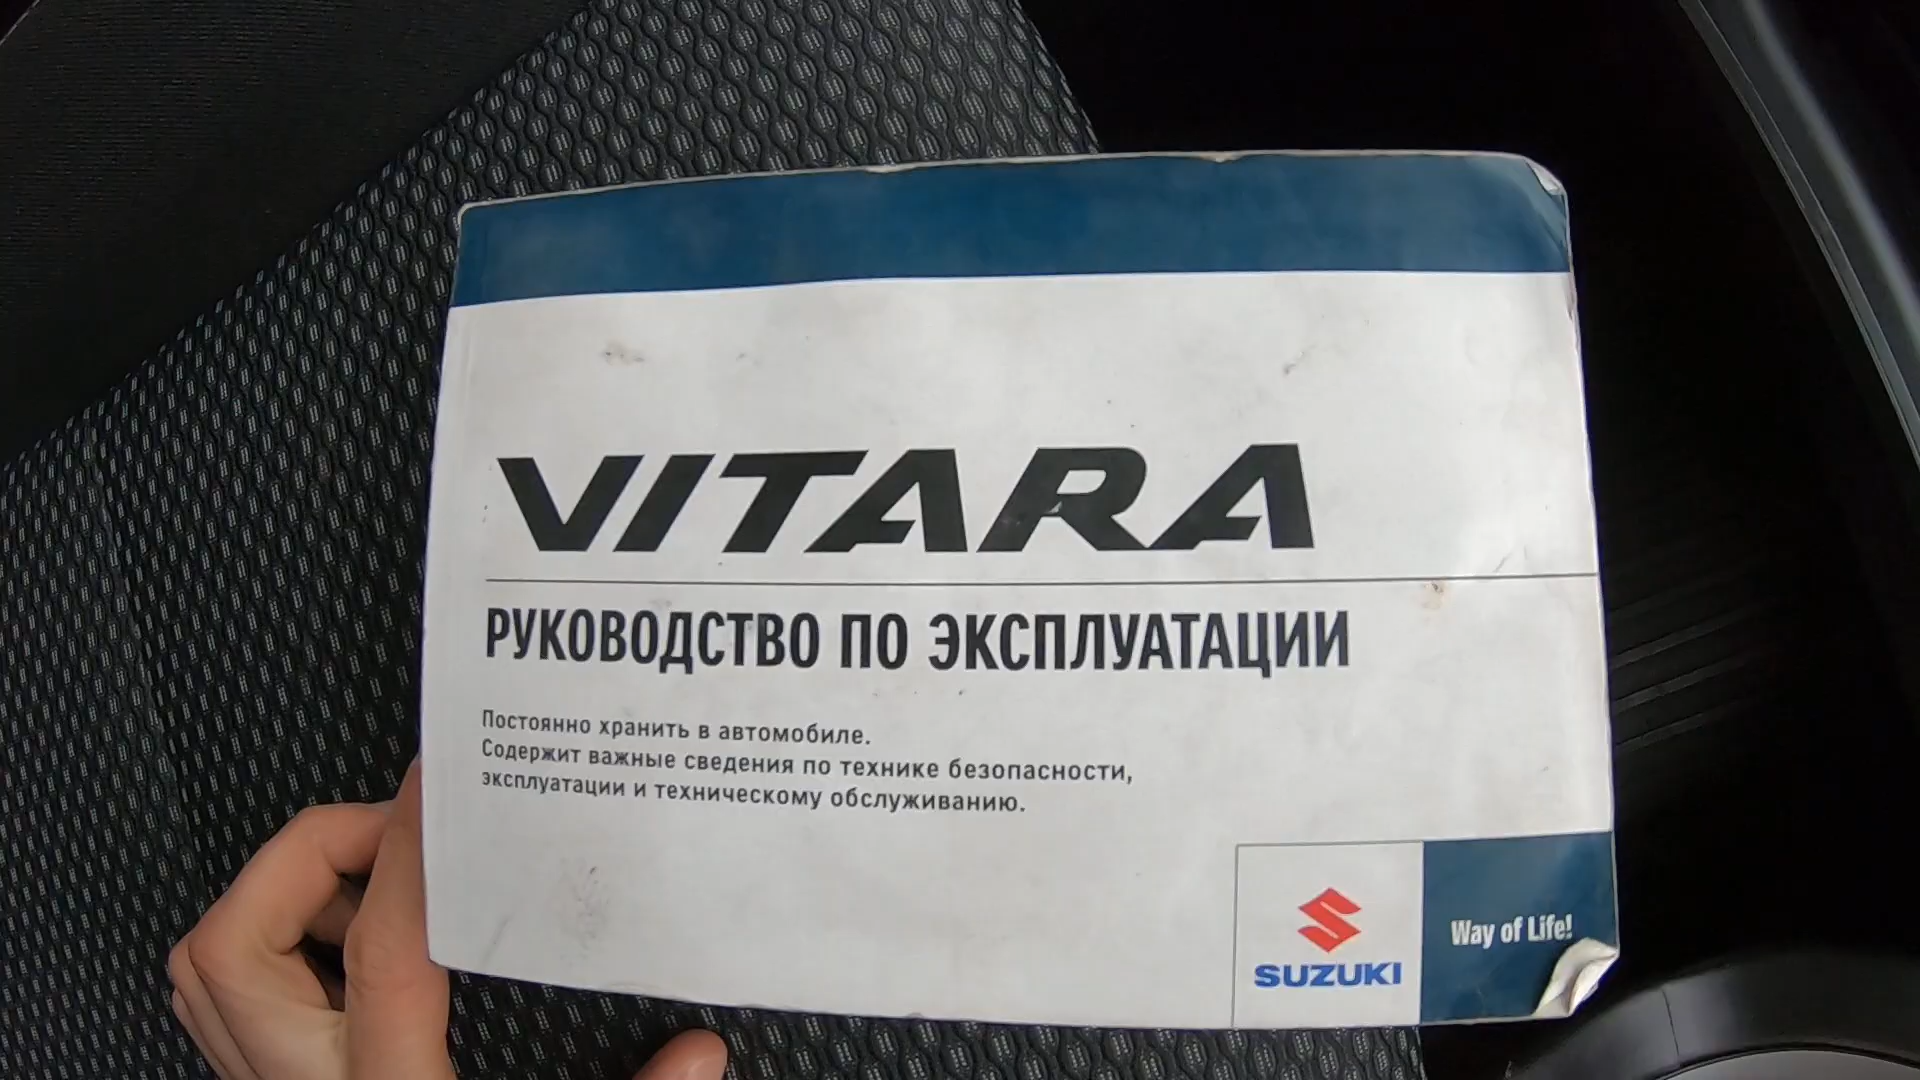 VITARA
РУКОВОДСТВО ПО ЭКСПЛУАТАЦИИ
Постоянно хранить в автомобиле.
Содержит важные сведения по технике безопасности,
эксплуатации и техническому обслуживанию.
SUZUKI
Way of Life!